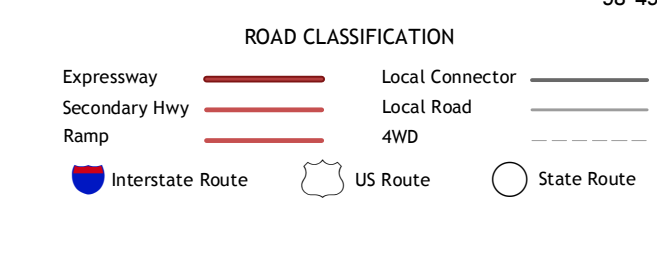 ROAD CLASSIFICATION
Expressway
Local Connector
Secondary Hwy
Local Road
Ramp
4WD
Interstate Route
US Route
State Route